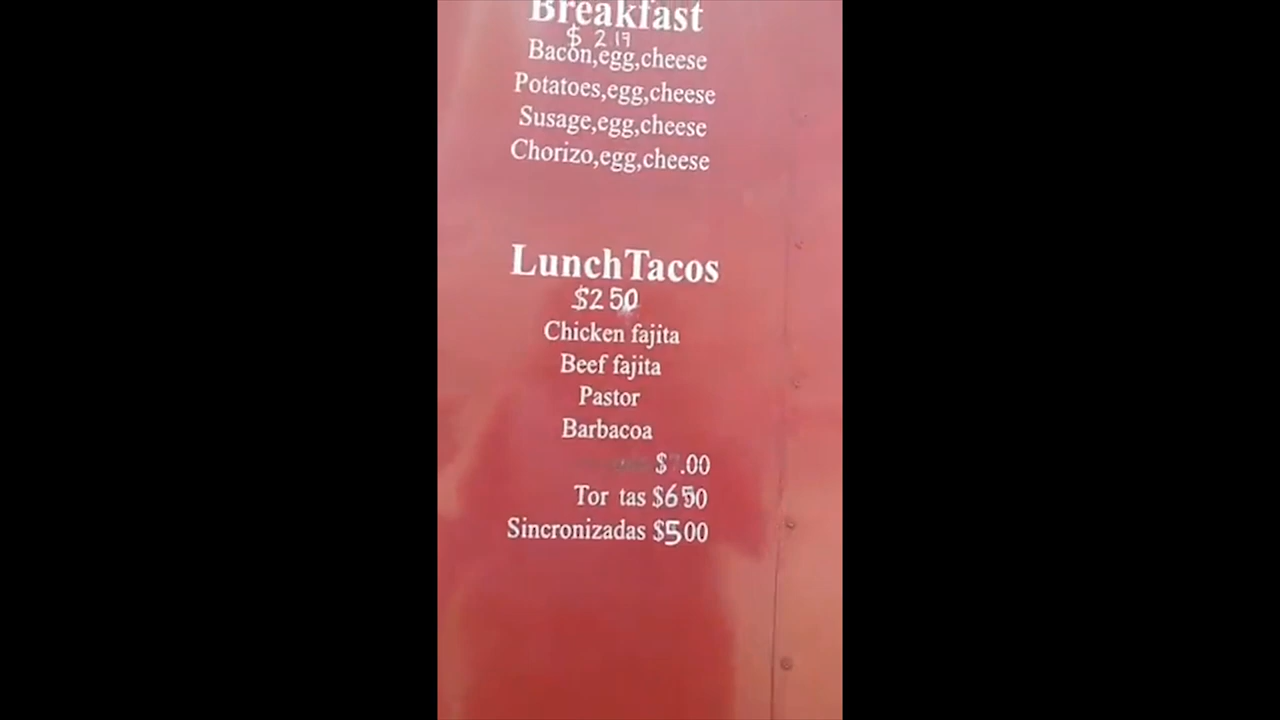 Breakfast
$ 2.19
Bacon,egg,cheese
Potatoes,egg,cheese
Susage,egg,cheese
Chorizo,egg,cheese
LunchTacos
$2 50
Chicken fajita
Beef fajita
Pastor
Barbacoa
.00
Tor tas $6 50
Sincronizadas $5 00